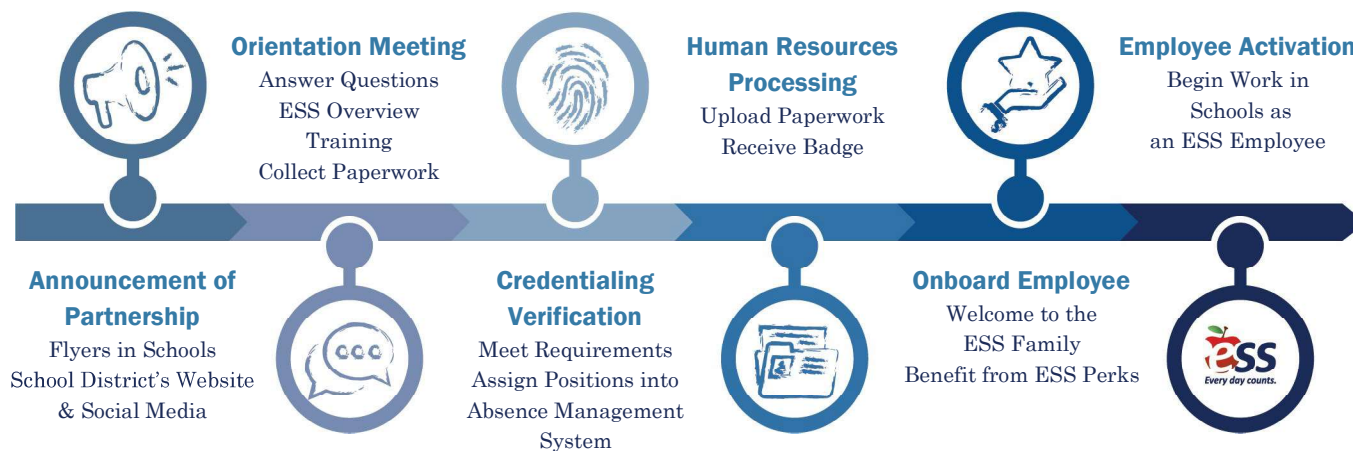 Announcement of
Partnership
Flyers in Schools
School District’s Website
& Social Media
Orientation Meeting
Answer Questions
ESS Overview
Training
Collect Paperwork
Credentialing
Verification
Meet Requirements
Assign Positions into
Absence Management
System
Human Resources
Processing
Upload Paperwork
Receive Badge
Onboard Employee
Welcome to the
ESS Family
Benefit from ESS Perks
Employee Activation
Begin Work in
Schools as
an ESS Employee
ess
Every day counts.